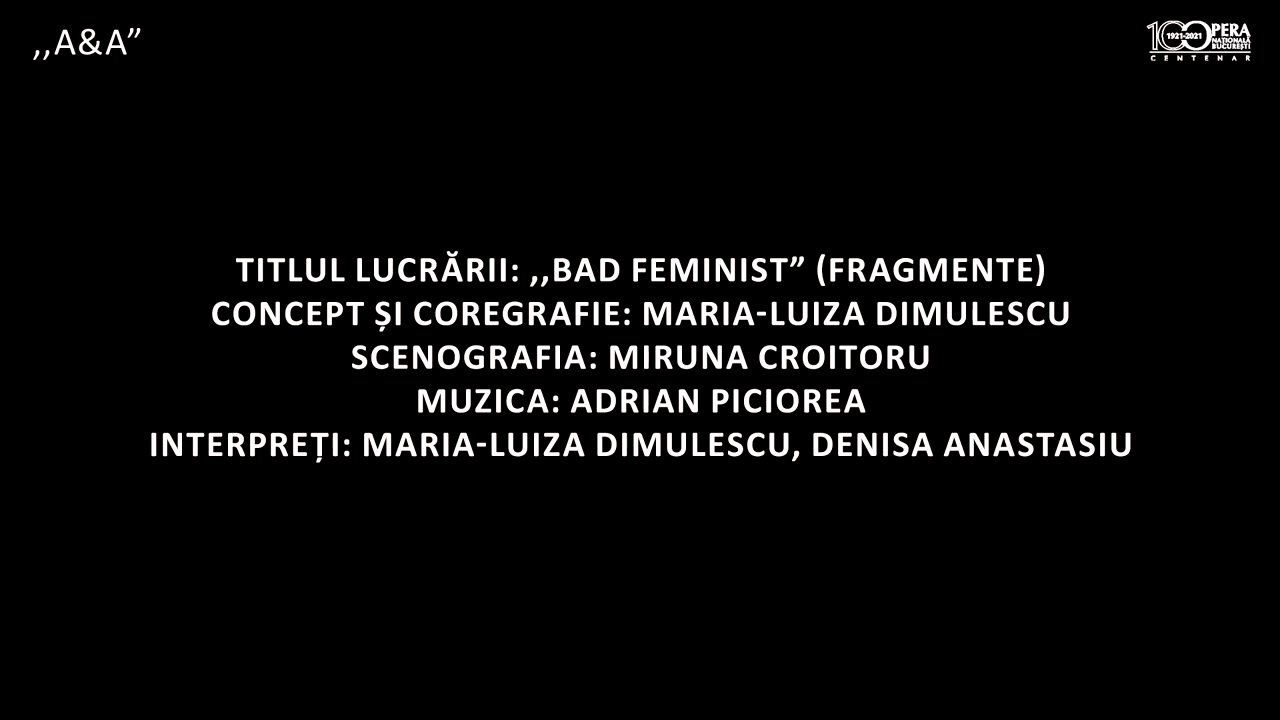 ,,A&A”
100 OPERA
1921-2021
NAȚIONALĂ
BUCUREȘTI
CENTENAR
TITLUL LUCRĂRII: ,,BAD FEMINIST” (FRAGMENTE)
CONCEPT ȘI COREGRAFIE: MARIA-LUIZA DIMULESCU
SCENOGRAFIA: MIRUNA CROITORU
MUZICA: ADRIAN PICIOREA
INTERPREȚI: MARIA-LUIZA DIMULESCU, DENISA ANASTASIU